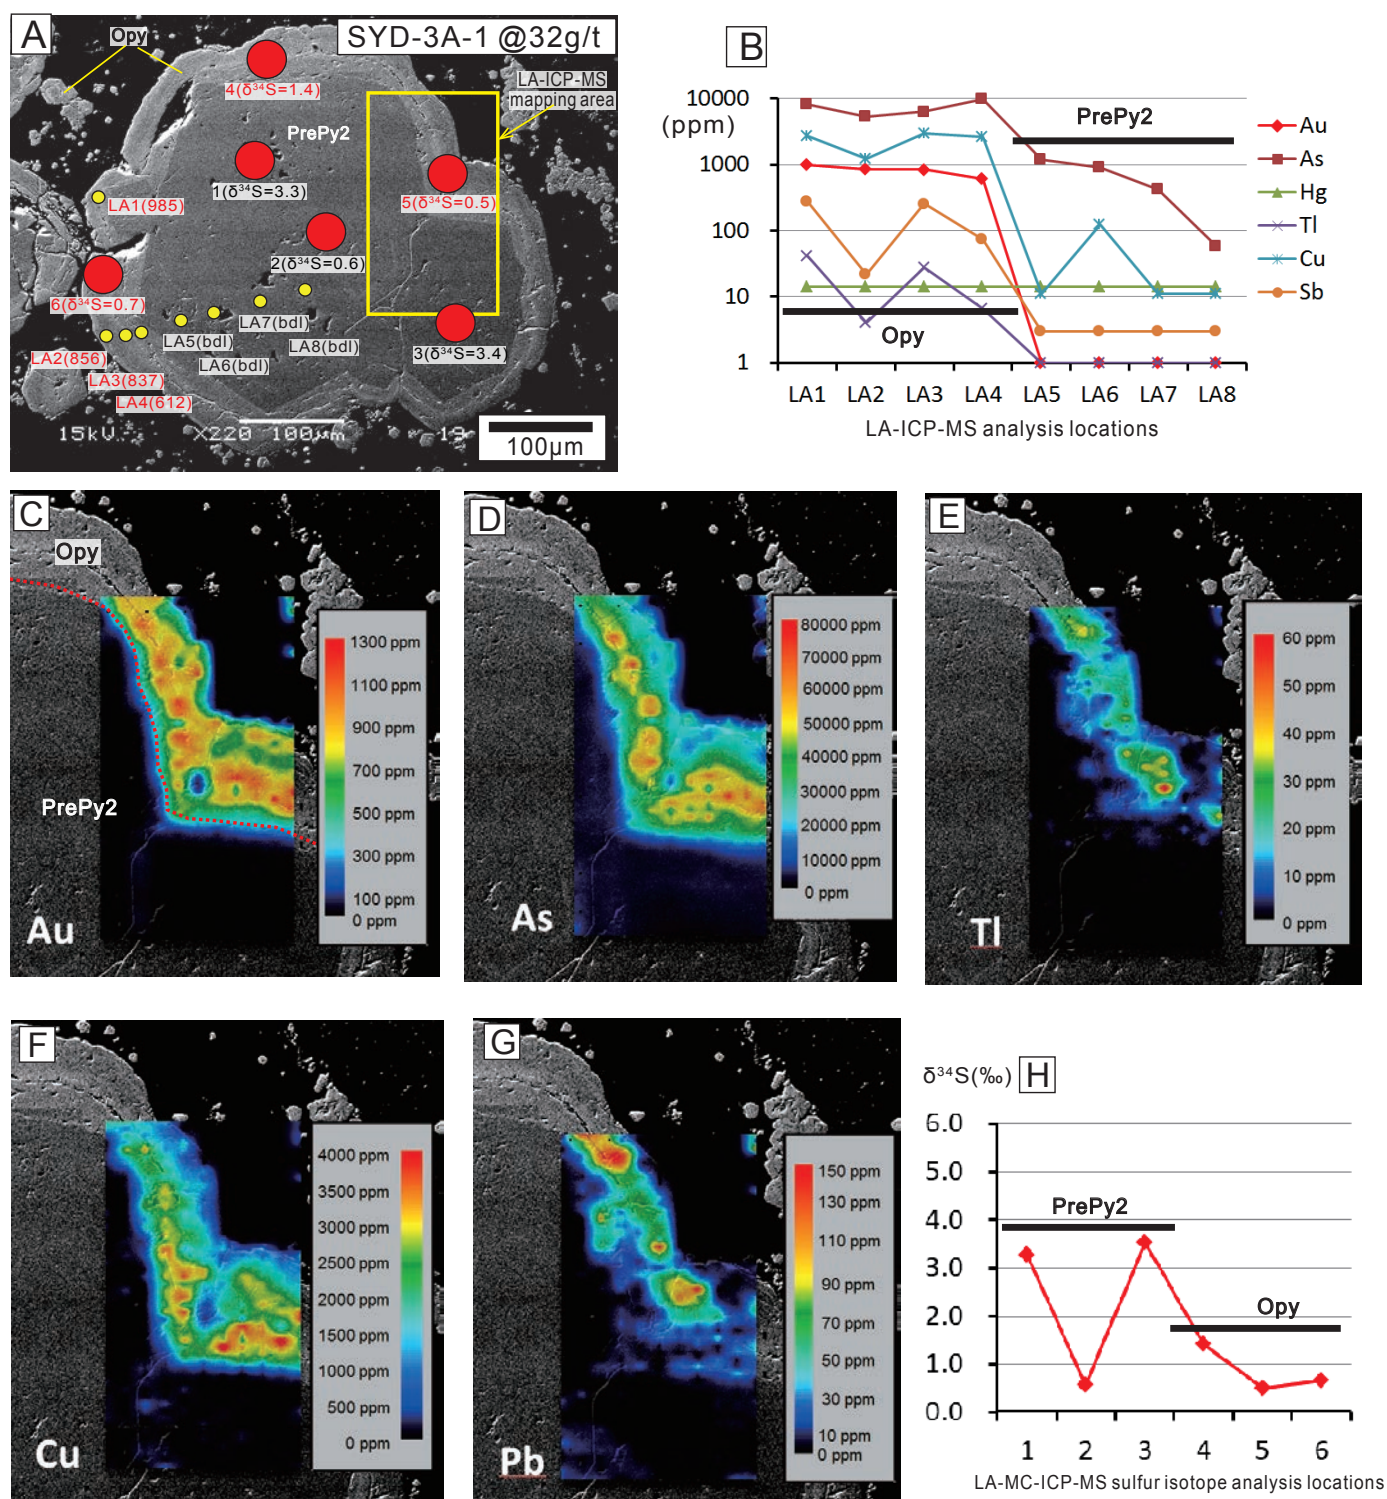 A
Opy
SYD-3A-1 @32g/t
LA-ICP-MS
mapping area
4(δ³⁴S=1.4)
PrePy2
1(δ³⁴S=3.3)
LA1(985)
5(δ³⁴S=0.5)
2(δ³⁴S=0.6)
6(δ³⁴S=0.7)
LA7(bdl)
LA5(bdl)
LA8(bdl)
3(δ³⁴S=3.4)
LA2(856)
LA6(bdl)
LA3(837)
LA4(612)
15kV X220 100μm 13
100μm
B
10000
(ppm)
1000
100
10
1
PrePy2
Opy
Au
As
Hg
Tl
Cu
Sb
LA1 LA2 LA3 LA4 LA5 LA6 LA7 LA8
LA-ICP-MS analysis locations
C
Opy
PrePy2
Au
1300 ppm
1100 ppm
900 ppm
700 ppm
500 ppm
300 ppm
100 ppm
0 ppm
D
As
80000 ppm
70000 ppm
60000 ppm
50000 ppm
40000 ppm
30000 ppm
20000 ppm
10000 ppm
0 ppm
E
Tl
60 ppm
50 ppm
40 ppm
30 ppm
20 ppm
10 ppm
0 ppm
F
Cu
4000 ppm
3500 ppm
3000 ppm
2500 ppm
2000 ppm
1500 ppm
1000 ppm
500 ppm
0 ppm
G
Pb
150 ppm
130 ppm
110 ppm
90 ppm
70 ppm
50 ppm
30 ppm
10 ppm
0 ppm
δ³⁴S(‰) H
6.0
5.0
4.0
3.0
2.0
1.0
0.0
PrePy2
Opy
1 2 3 4 5 6
LA-MC-ICP-MS sulfur isotope analysis locations